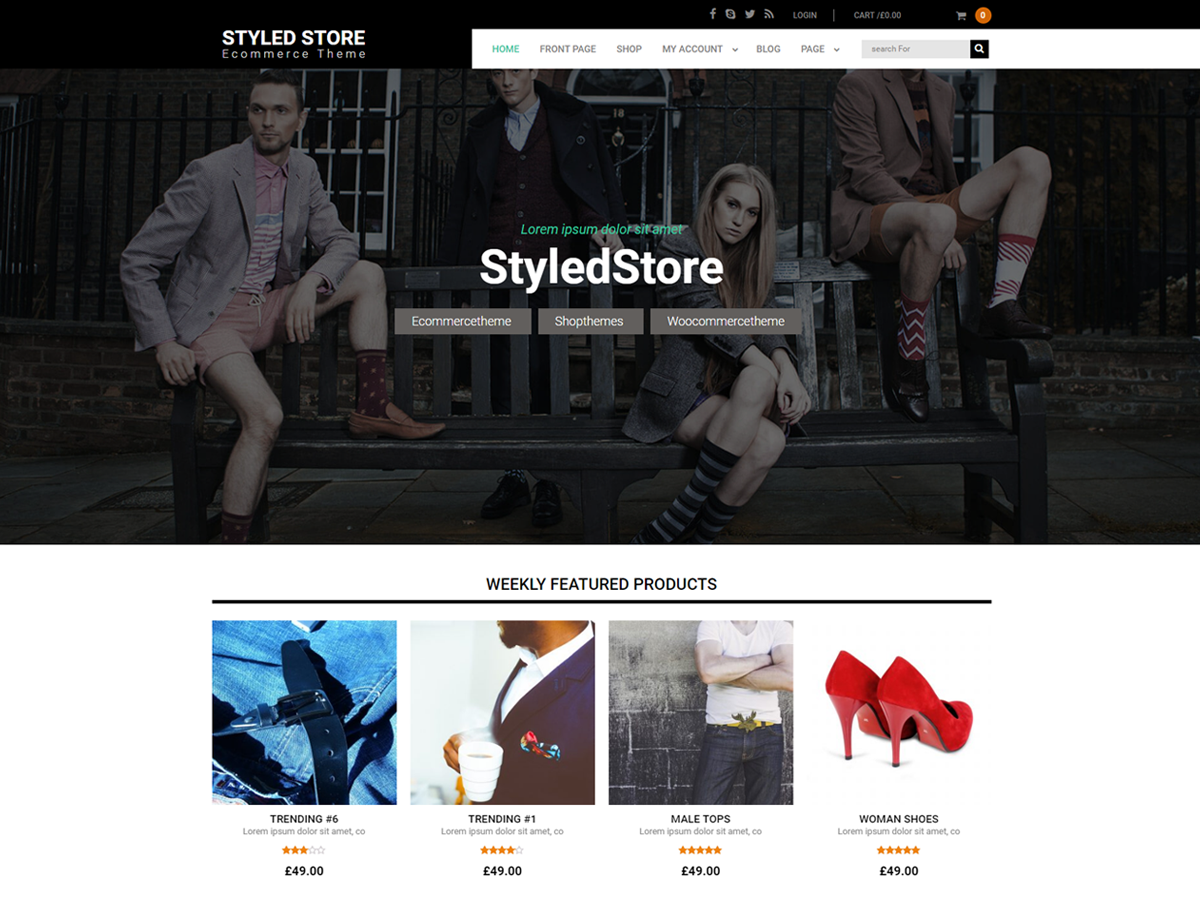 LOGIN
CART /£0.00
0
STYLED STORE
Ecommerce Theme
HOME
FRONT PAGE
SHOP
MY ACCOUNT
BLOG
PAGE
search For
18
Lorem ipsum dolor sit amet
StyledStore
Ecommercetheme
Shopthemes
Woocommercetheme
WEEKLY FEATURED PRODUCTS
TRENDING #6
Lorem ipsum dolor sit amet, co
£49.00
TRENDING #1
Lorem ipsum dolor sit amet, co
£49.00
MALE TOPS
Lorem ipsum dolor sit amet, co
£49.00
WOMAN SHOES
Lorem ipsum dolor sit amet, co
£49.00